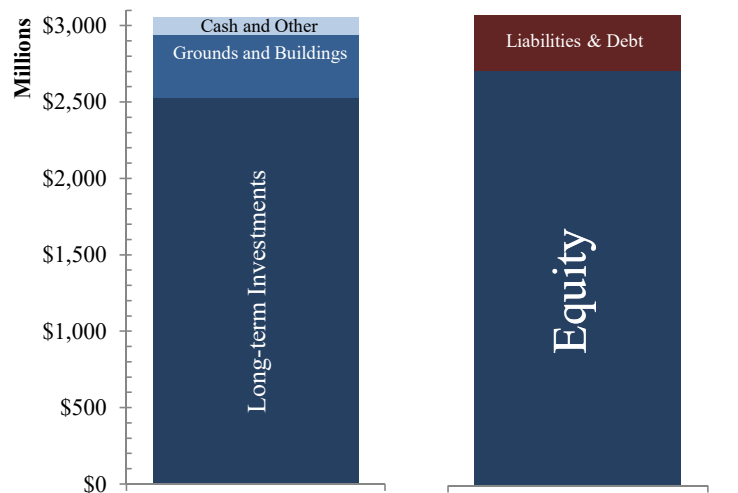 Millions
$3,000
$2,500
$2,000
$1,500
$1,000
$500
$0
Cash and Other
Grounds and Buildings
Long-term Investments
Liabilities & Debt
Equity